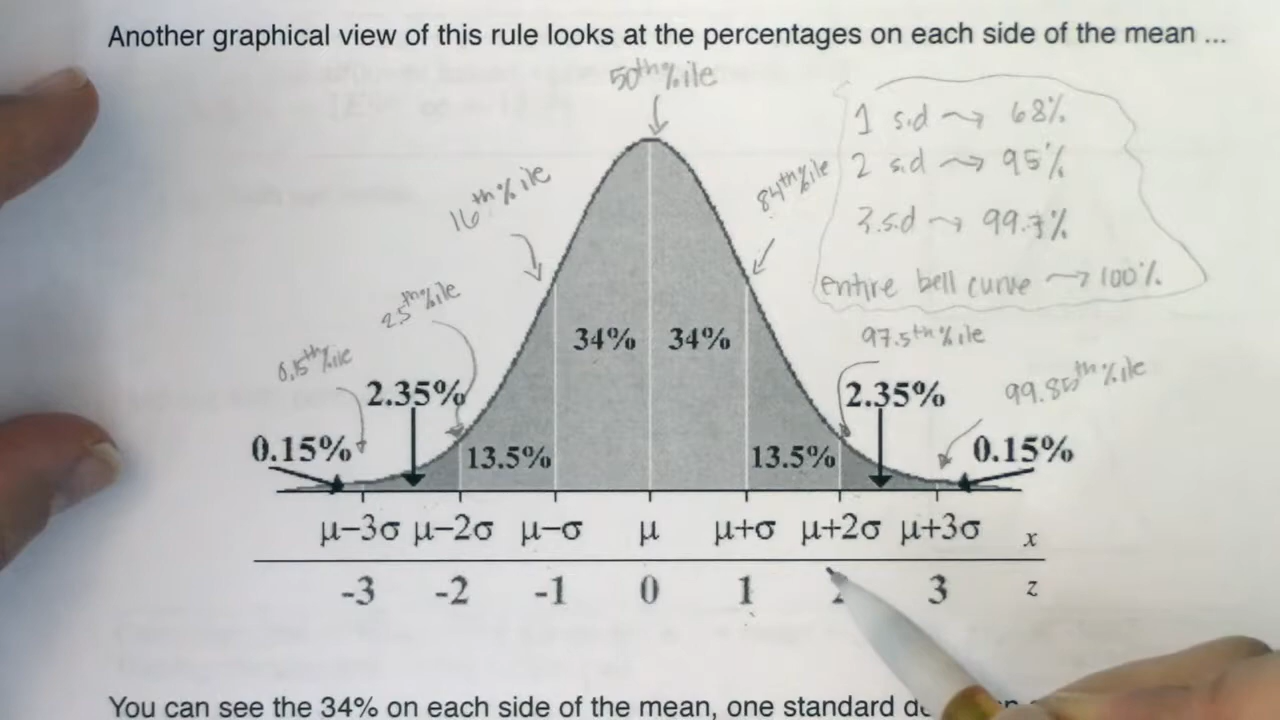 Another graphical view of this rule looks at the percentages on each side of the mean ...
50th %ile
1 s.d → 68%
2 s.d → 95%
3 s.d → 99.7%
entire bell curve → 100%
16th %ile
84th %ile
2.5th %ile
97.5th %ile
0.15th %ile
99.85th %ile
34% 34%
2.35% 2.35%
0.15% 13.5% 13.5% 0.15%
μ−3σ μ−2σ μ−σ μ μ+σ μ+2σ μ+3σ x
-3 -2 -1 0 1 2 3 z
You can see the 34% on each side of the mean, one standard